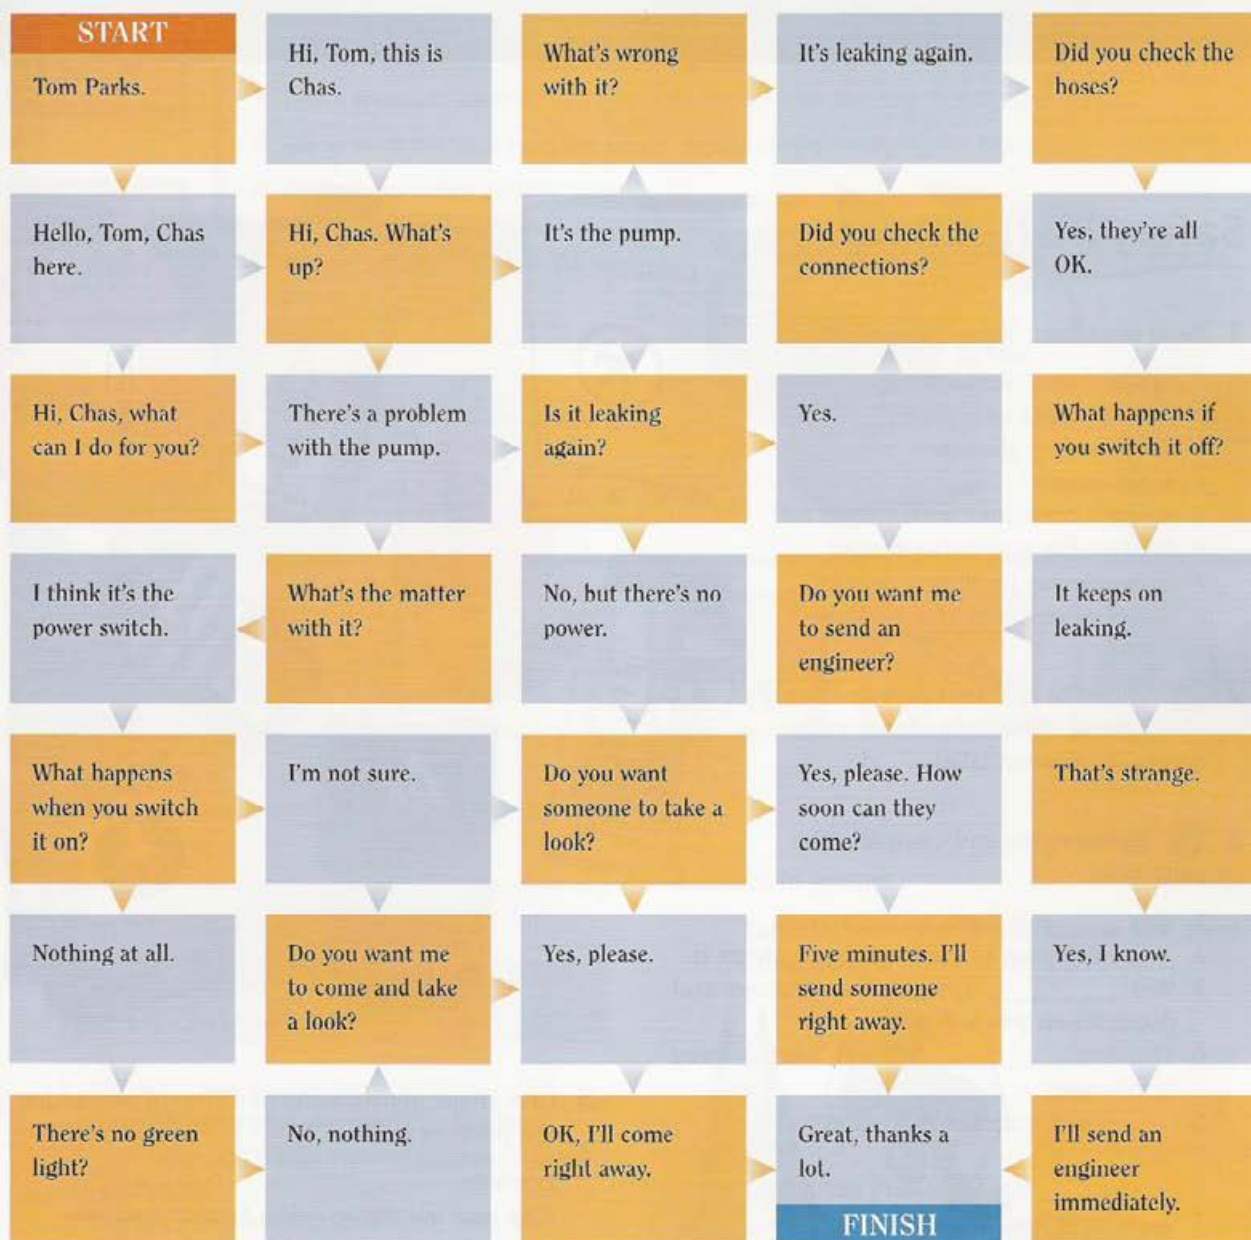 START
Tom Parks.
Hi, Tom, this is
Chas.
What's wrong
with it?
It's leaking again.
Did you check the
hoses?
Hello, Tom, Chas
here.
Hi, Chas. What's
up?
It's the pump.
Did you check the
connections?
Yes, they're all
OK.
Hi, Chas, what
can I do for you?
There's a problem
with the pump.
Is it leaking
again?
Yes.
What happens if
you switch it off?
I think it's the
power switch.
What's the matter
with it?
No, but there's no
power.
Do you want me
to send an
engineer?
It keeps on
leaking.
What happens
when you switch
it on?
I'm not sure.
Do you want
someone to take a
look?
Yes, please. How
soon can they
come?
That's strange.
Nothing at all.
Do you want me
to come and take
a look?
Yes, please.
Five minutes. I'll
send someone
right away.
Yes, I know.
There's no green
light?
No, nothing.
OK, I'll come
right away.
Great, thanks a
lot.
FINISH
I'll send an
engineer
immediately.